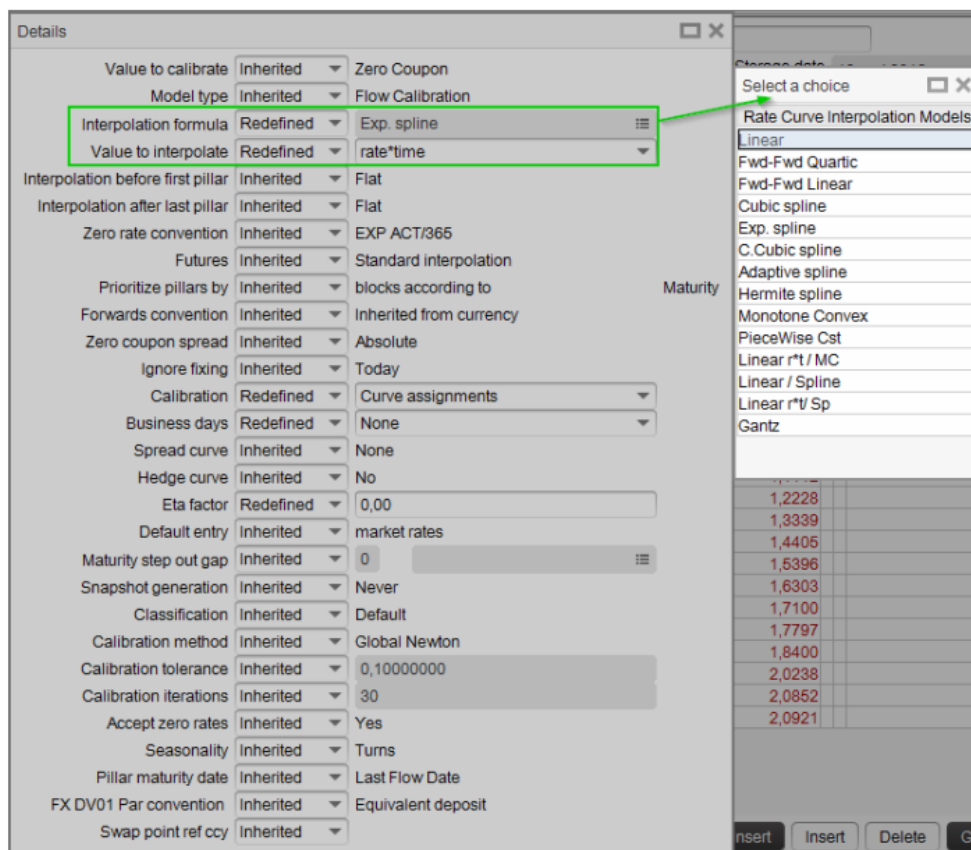 Details
Value to calibrate Inherited Zero Coupon
Model type Inherited Flow Calibration
Interpolation formula Redefined Exp. spline
Value to interpolate Redefined rate*time
Interpolation before first pillar Inherited Flat
Interpolation after last pillar Inherited Flat
Zero rate convention Inherited EXP ACT/365
Futures Inherited Standard interpolation
Prioritize pillars by Inherited blocks according to Maturity
Forwards convention Inherited Inherited from currency
Zero coupon spread Inherited Absolute
Ignore fixing Inherited Today
Calibration Redefined Curve assignments
Business days Redefined None
Spread curve Inherited None
Hedge curve Inherited No
Eta factor Redefined 0,00
Default entry Inherited market rates
Maturity step out gap Inherited 0
Snapshot generation Inherited Never
Classification Inherited Default
Calibration method Inherited Global Newton
Calibration tolerance Inherited 0,10000000
Calibration iterations Inherited 30
Accept zero rates Inherited Yes
Seasonality Inherited Turns
Pillar maturity date Inherited Last Flow Date
FX DV01 Par convention Inherited Equivalent deposit
Swap point ref ccy Inherited
Select a choice
Rate Curve Interpolation Models
Linear
Fwd-Fwd Quartic
Fwd-Fwd Linear
Cubic spline
Exp. spline
C.Cubic spline
Adaptive spline
Hermite spline
Monotone Convex
PieceWise Cst
Linear r*t / MC
Linear / Spline
Linear r*t/ Sp
Gantz
1,2228
1,3339
1,4405
1,5396
1,6303
1,7100
1,7797
1,8400
2,0238
2,0852
2,0921
Insert Delete